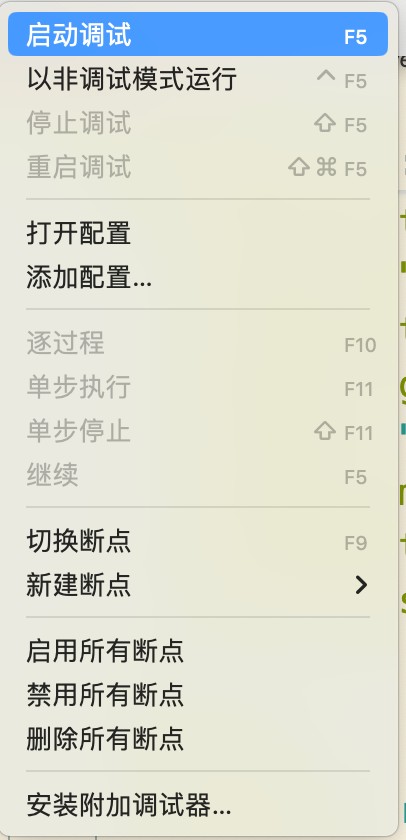 启动调试 F5
以非调试模式运行 ^ F5
停止调试 ⇧ F5
重启调试 ⇧ ⌘ F5
打开配置
添加配置...
逐过程 F10
单步执行 F11
单步停止 ⇧ F11
继续 F5
切换断点 F9
新建断点
启用所有断点
禁用所有断点
删除所有断点
安装附加调试器...